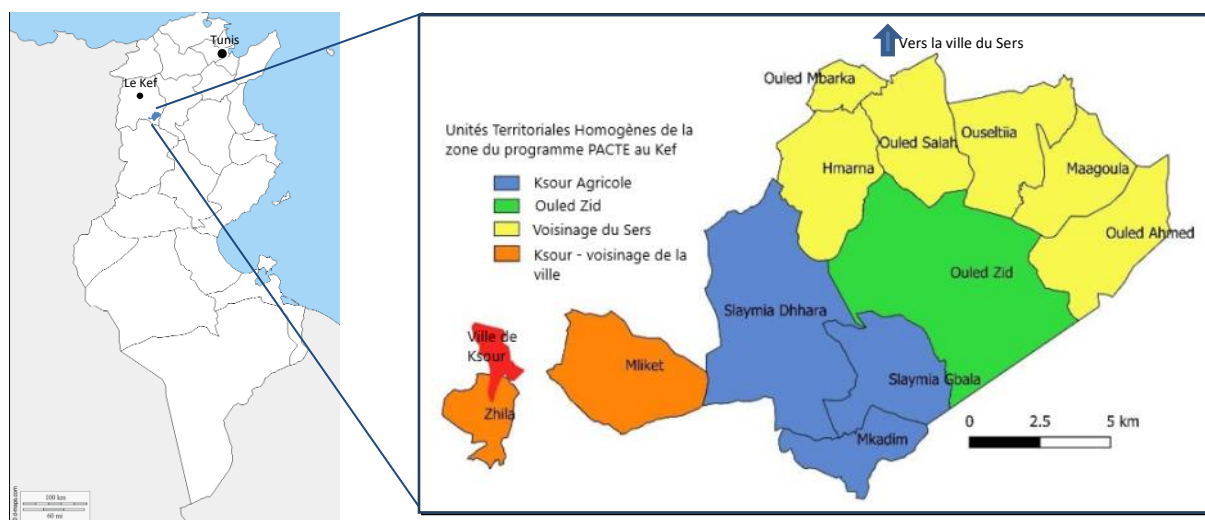 Tunis
Le Kef
100 km
60 mi
d-maps.com
Vers la ville du Sers
Unités Territoriales Homogènes de la
zone du programme PACTE au Kef
Ksour Agricole
Ouled Zid
Voisinage du Sers
Ksour - voisinage de la
ville
Ouled Mbarka
Ouled Salah
Ouseltiia
Hmarna
Maagoula
Ouled Ahmed
Ouled Zid
Slaymia Dhhara
Ville de
Ksour
Mliket
Slaymia Gbala
Zhila
Mkadim
0 2.5 5 km